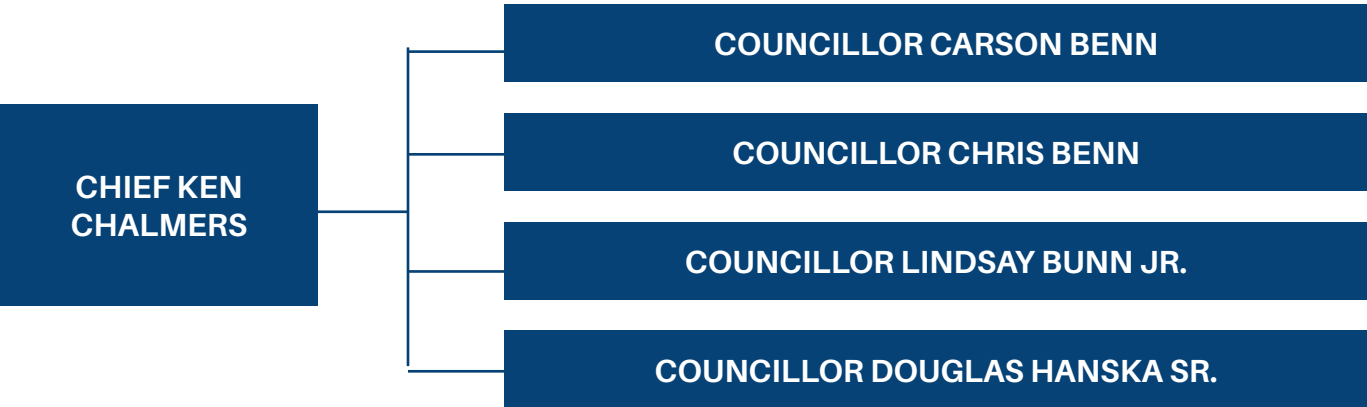 CHIEF KEN
CHALMERS
COUNCILLOR CARSON BENN
COUNCILLOR CHRIS BENN
COUNCILLOR LINDSAY BUNN JR.
COUNCILLOR DOUGLAS HANSKA SR.